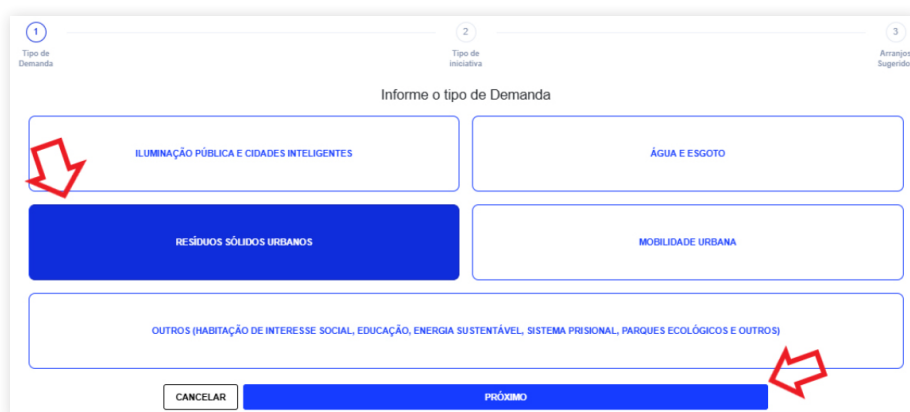 1
2
3
Tipo de
Demanda
Tipo de
iniciativa
Arranjos
Sugerido
Informe o tipo de Demanda
ILUMINAÇÃO PÚBLICA E CIDADES INTELIGENTES
ÁGUA E ESGOTO
RESÍDUOS SÓLIDOS URBANOS
MOBILIDADE URBANA
OUTROS (HABITAÇÃO DE INTERESSE SOCIAL, EDUCAÇÃO, ENERGIA SUSTENTÁVEL, SISTEMA PRISIONAL, PARQUES ECOLÓGICOS E OUTROS)
CANCELAR
PRÓXIMO